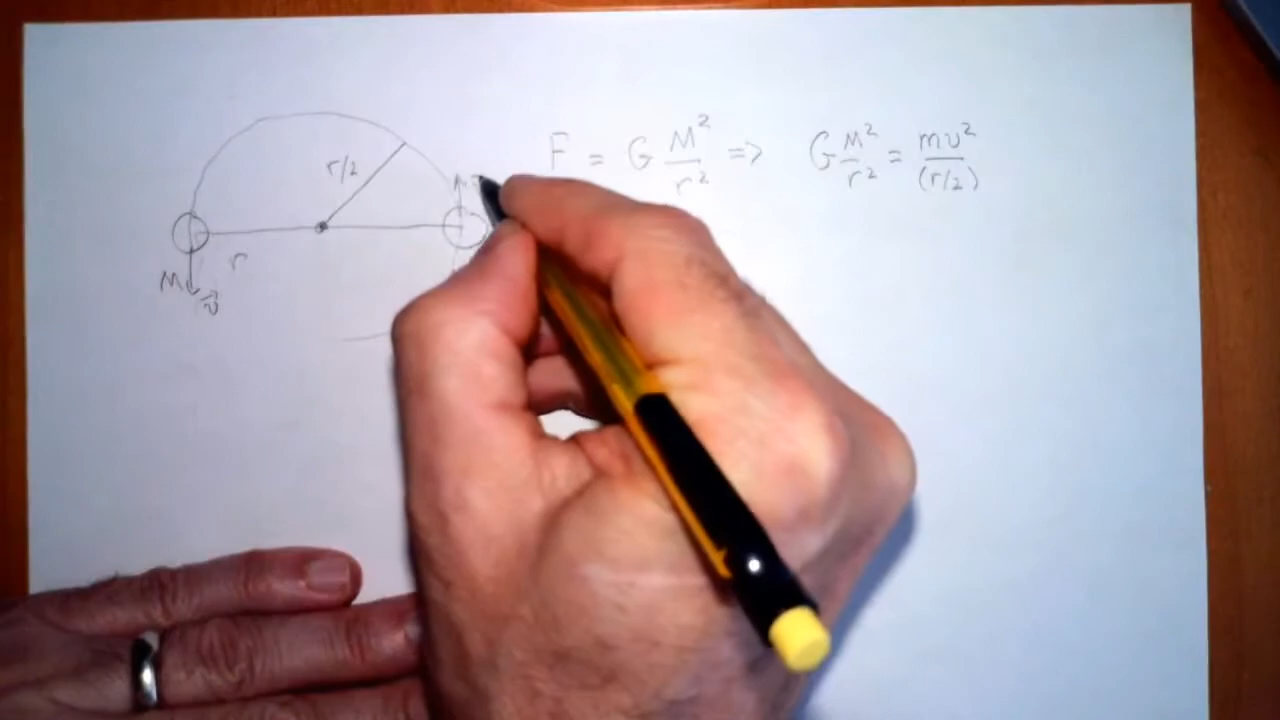 F = G M²/r² => G M²/r² = mv²/(r/2)
r/2
r
M
v⃗